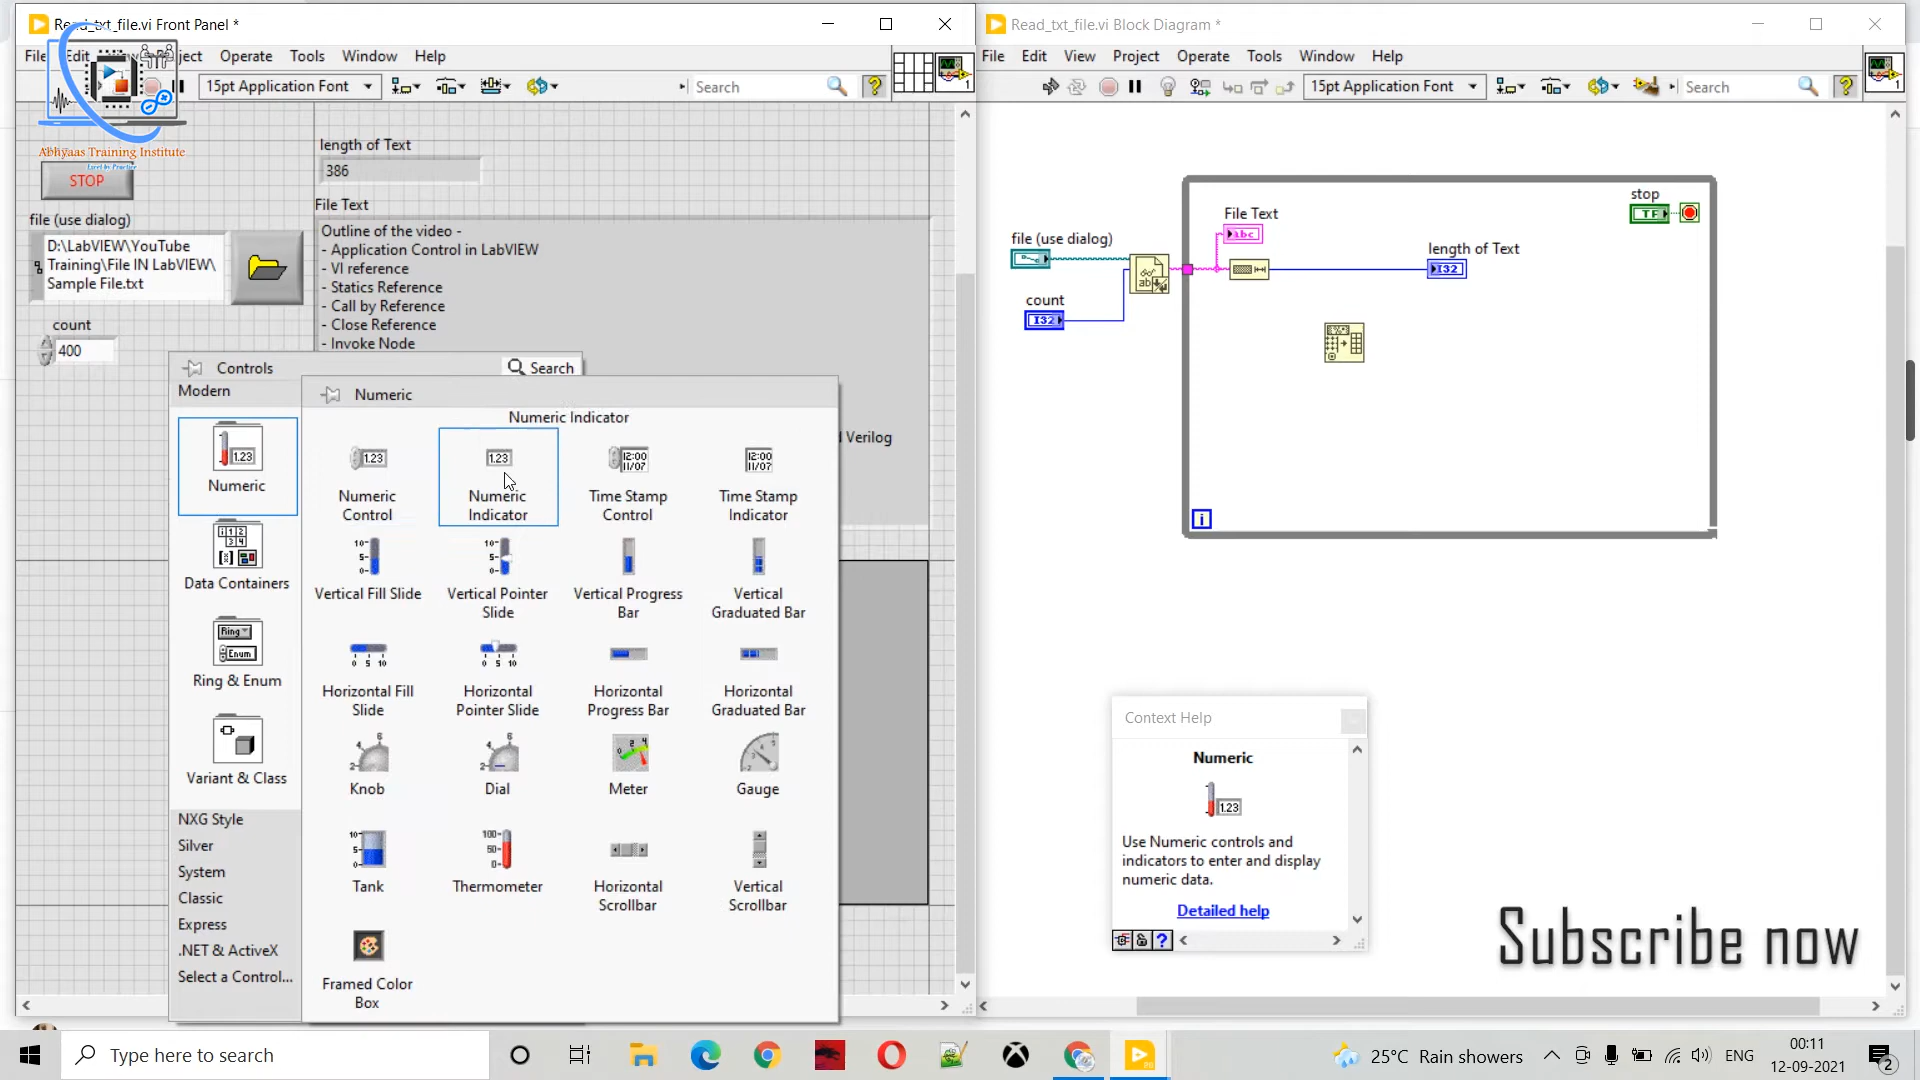 Read_txt_file.vi Front Panel *
File Edit View Project Operate Tools Window Help
15pt Application Font
Search
Abhyaas Training Institute
STOP
length of Text
386
File Text
file (use dialog)
D:\LabVIEW\YouTube
Training\File IN LabVIEW\
Sample File.txt
count
400
Outline of the video -
- Application Control in LabVIEW
- VI reference
- Statics Reference
- Call by Reference
- Close Reference
- Invoke Node
d Verilog
Controls
Search
Modern
Numeric
Data Containers
Ring & Enum
Variant & Class
NXG Style
Silver
System
Classic
Express
.NET & ActiveX
Select a Control...
Numeric
Numeric Indicator
Numeric
Control
Numeric
Indicator
Time Stamp
Control
Time Stamp
Indicator
Vertical Fill Slide
Vertical Pointer
Slide
Vertical Progress
Bar
Vertical
Graduated Bar
Horizontal Fill
Slide
Horizontal
Pointer Slide
Horizontal
Progress Bar
Horizontal
Graduated Bar
Knob
Dial
Meter
Gauge
Tank
Thermometer
Horizontal
Scrollbar
Vertical
Scrollbar
Framed Color
Box
Read_txt_file.vi Block Diagram *
File Edit View Project Operate Tools Window Help
15pt Application Font
Search
file (use dialog)
count
I32
File Text
abc
length of Text
I32
stop
TF
i
Context Help
Numeric
1.23
Use Numeric controls and
indicators to enter and display
numeric data.
Detailed help
Subscribe now
Type here to search
25°C Rain showers
ENG
00:11
12-09-2021
2